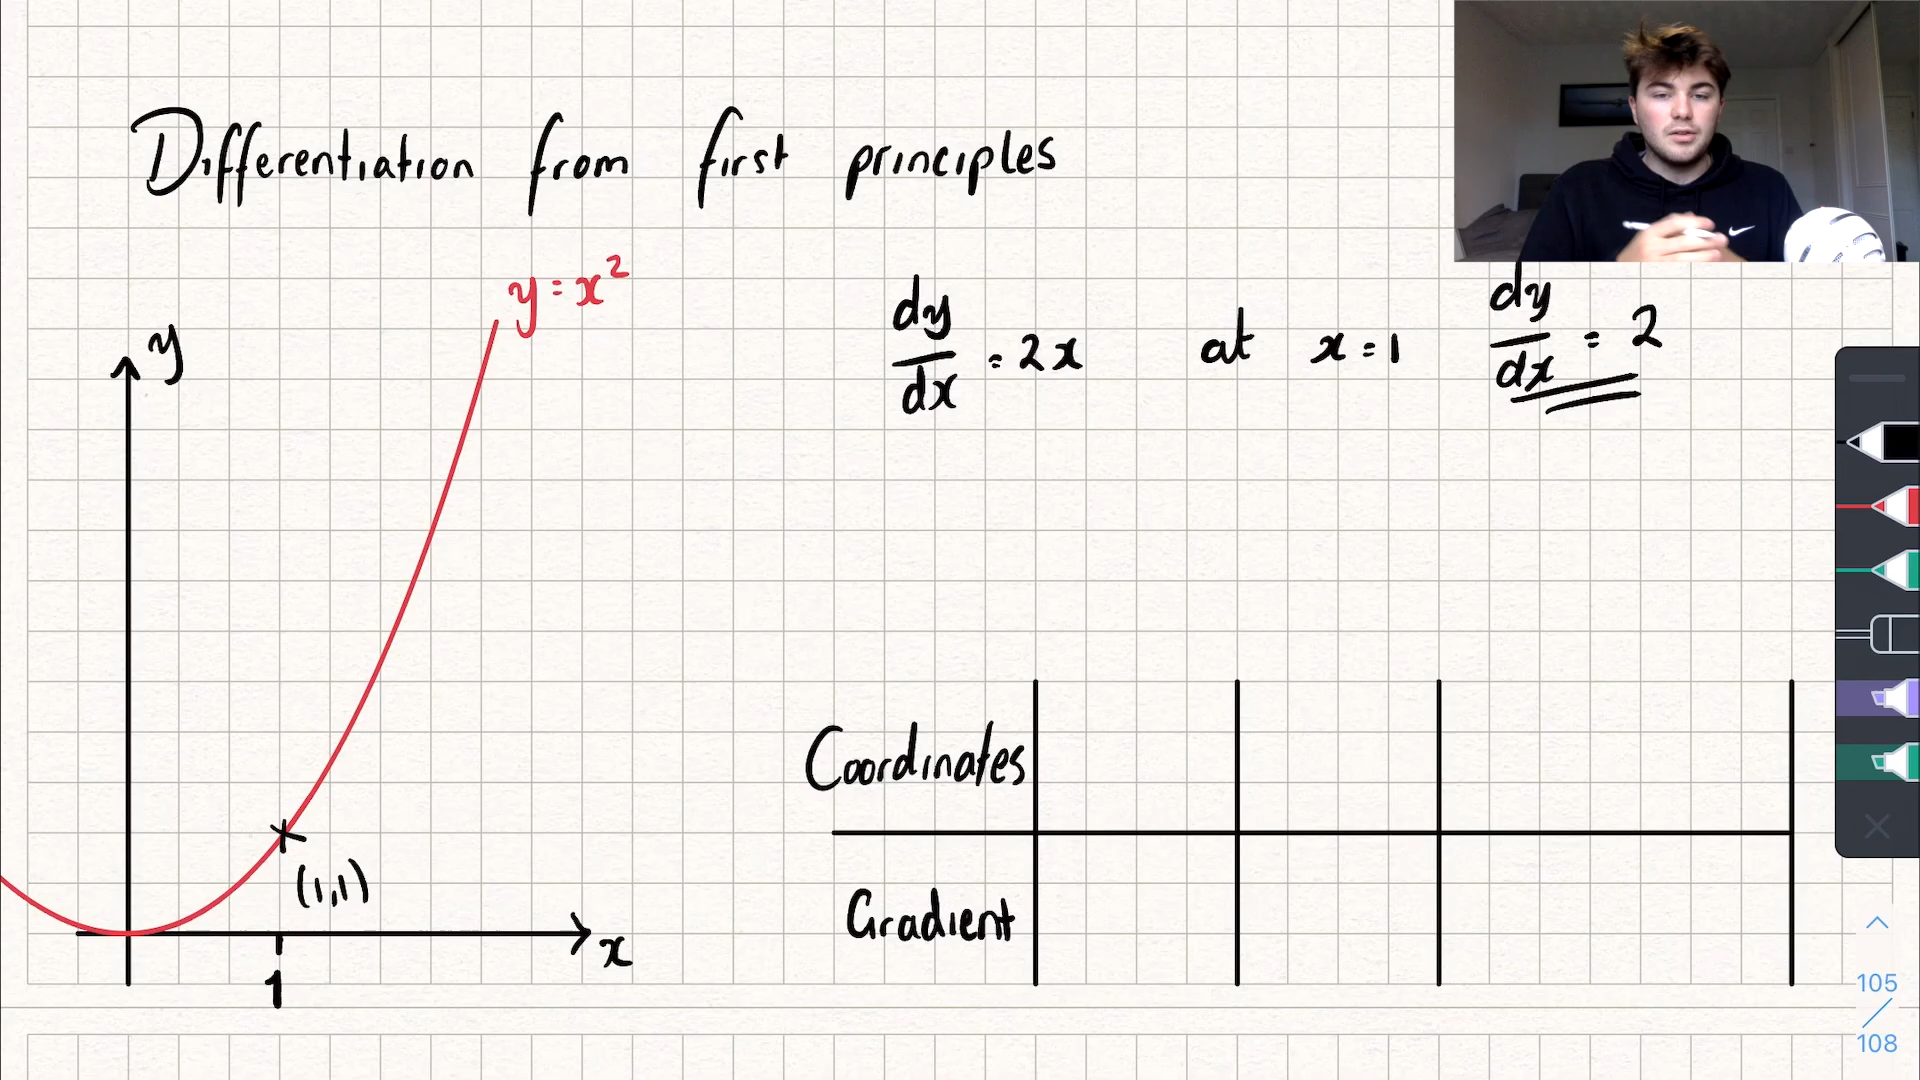 Differentiation from first principles
y = x²
y
dy/dx = 2x at x = 1 dy/dx = 2
Coordinates
(1,1)
Gradient
x
1
105
/
108